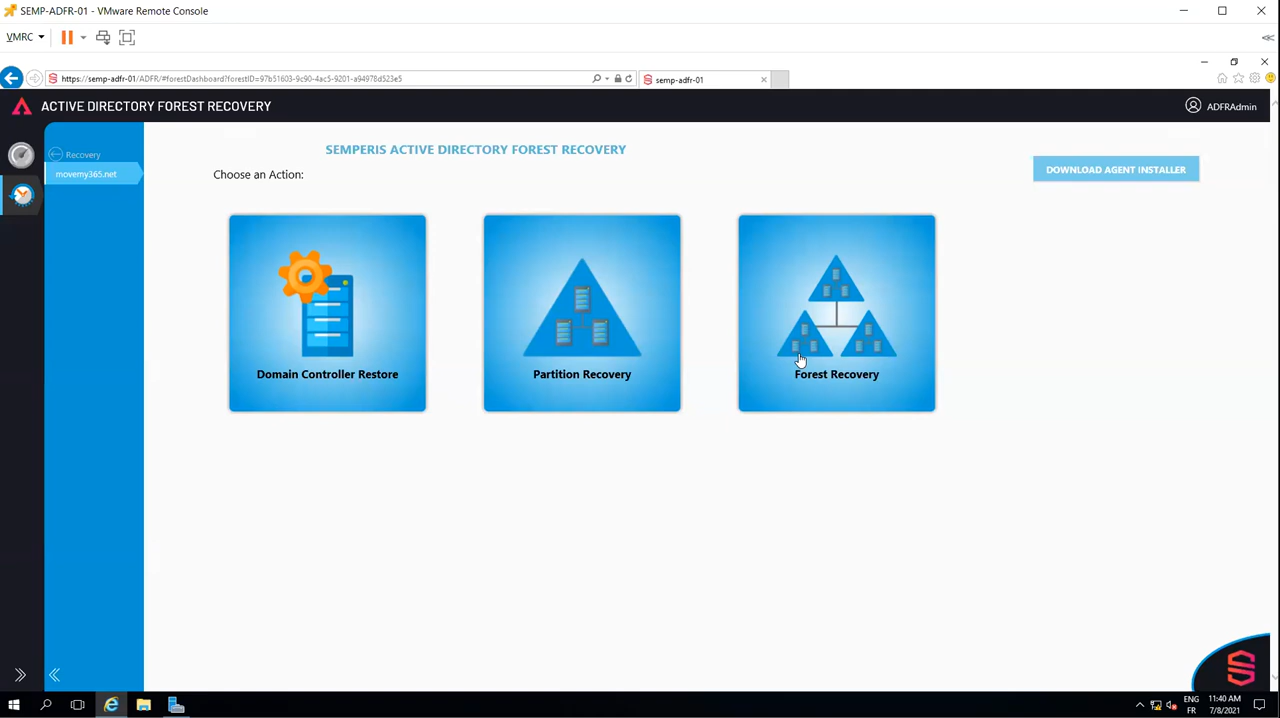 SEMP-ADFR-01 - VMware Remote Console
VMRC
https://semp-adfr-01/ADFR/#forestDashboard?forestID=97b51603-9c90-4ac5-9201-a94978d523e5
semp-adfr-01
ACTIVE DIRECTORY FOREST RECOVERY
ADFRAdmin
Recovery
movemy365.net
SEMPERIS ACTIVE DIRECTORY FOREST RECOVERY
Choose an Action:
DOWNLOAD AGENT INSTALLER
Domain Controller Restore
Partition Recovery
Forest Recovery
ENG
FR
11:40 AM
7/8/2021